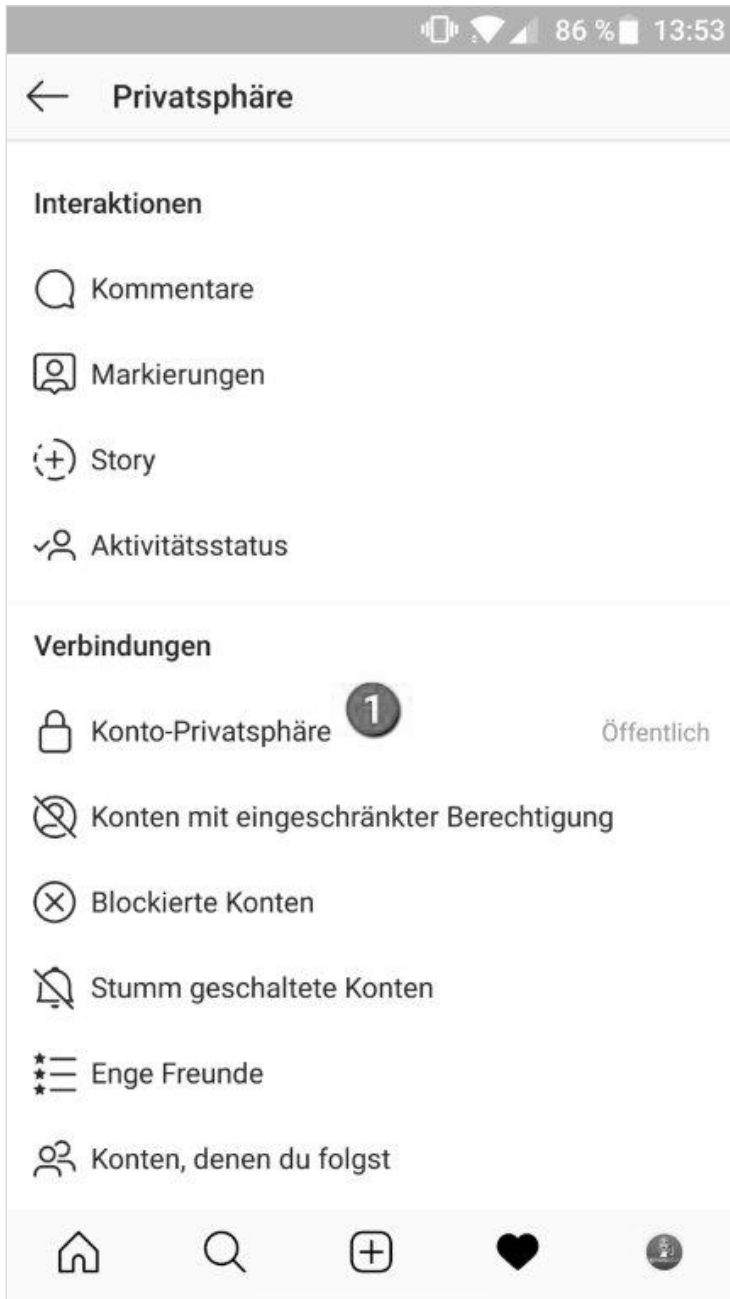 86 % 13:53
Privatsphäre
Interaktionen
Kommentare
Markierungen
Story
Aktivitätsstatus
Verbindungen
1
Konto-Privatsphäre Öffentlich
Konten mit eingeschränkter Berechtigung
Blockierte Konten
Stumm geschaltete Konten
Enge Freunde
Konten, denen du folgst